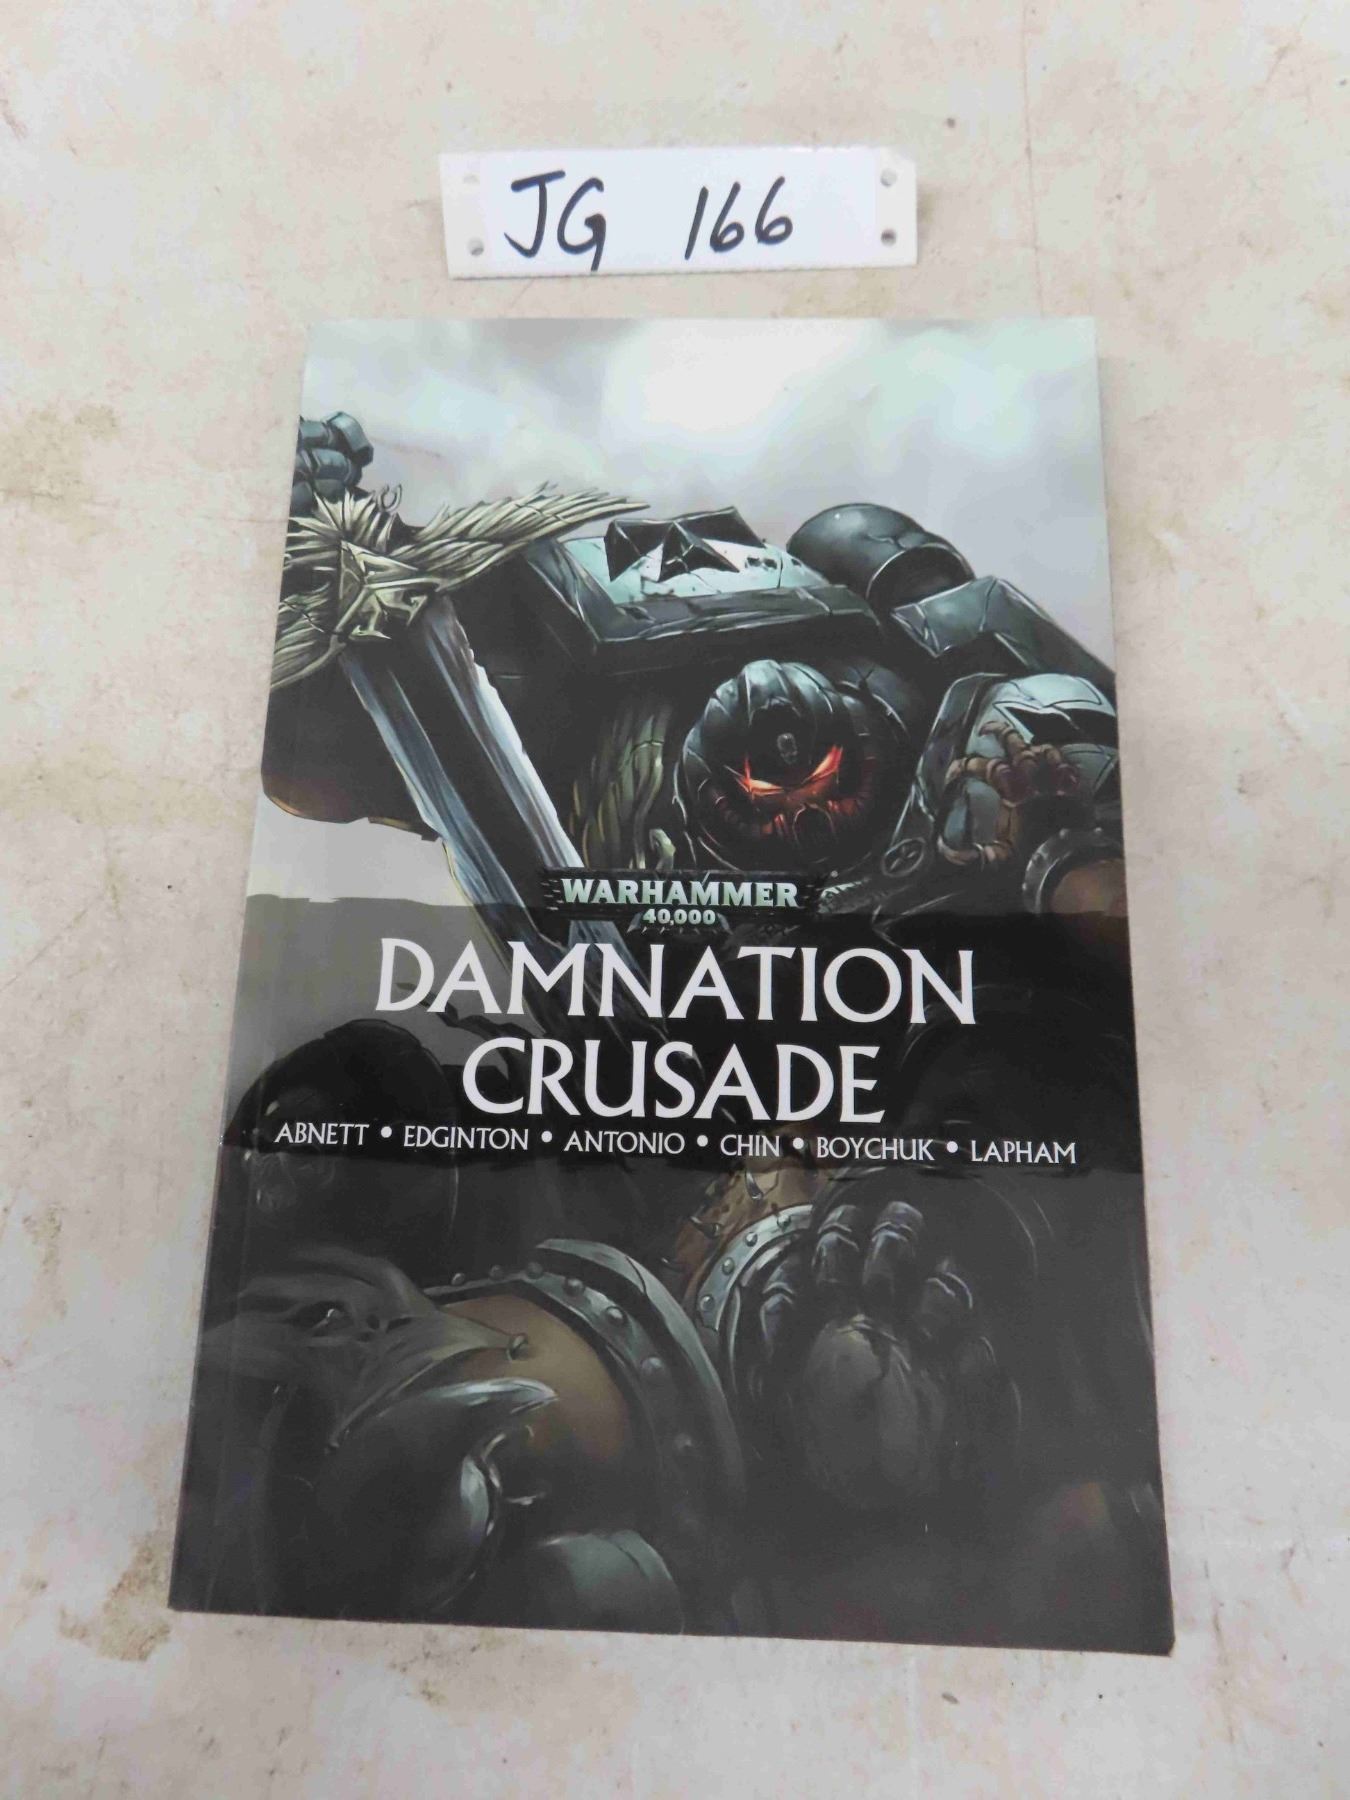 JG 166
WARHAMMER
40,000
DAMNATION
CRUSADE
ABNETT • EDGINTON • ANTONIO • CHIN • BOYCHUK • LAPHAM